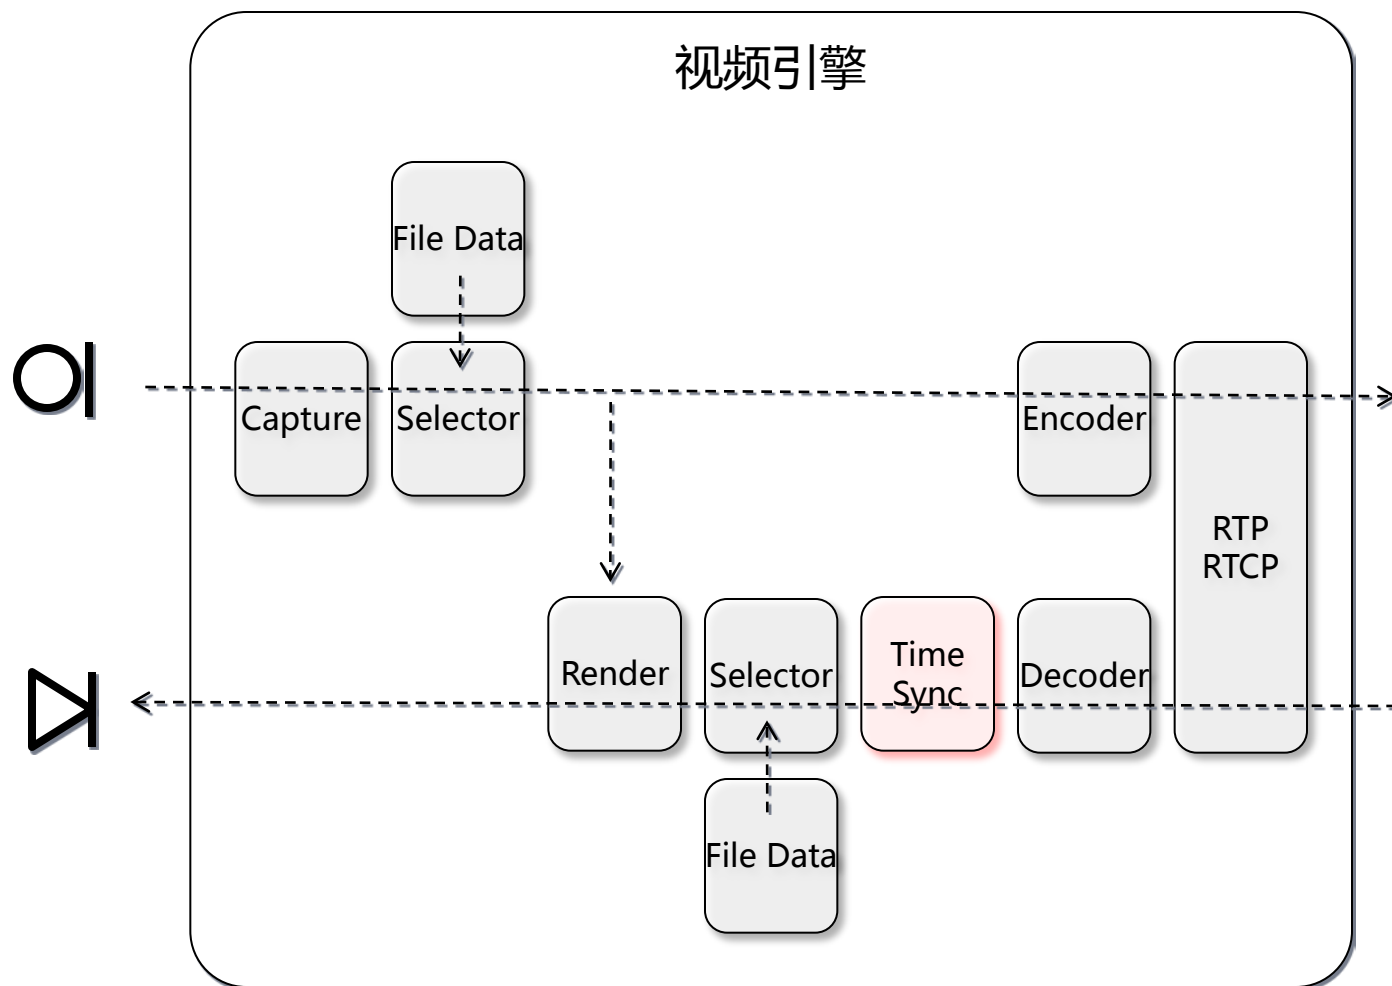 视频引擎
File Data
Capture
Selector
Encoder
RTP
RTCP
Render
Selector
Time
Sync
Decoder
File Data